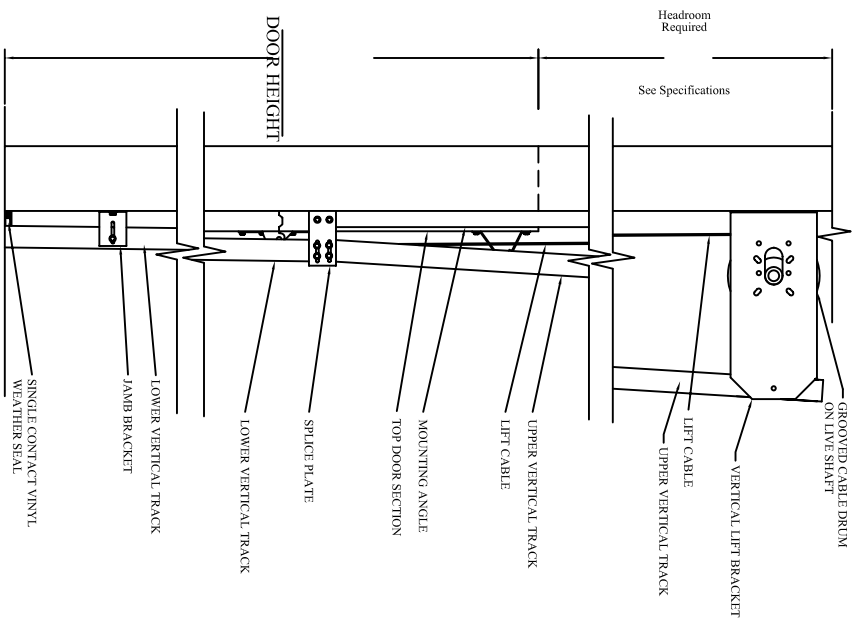 Headroom
Required
See Specifications
DOOR HEIGHT
GROOVED CABLE DRUM
ON LIVE SHAFT
VERTICAL LIFT BRACKET
LIFT CABLE
UPPER VERTICAL TRACK
UPPER VERTICAL TRACK
LIFT CABLE
MOUNTING ANGLE
TOP DOOR SECTION
SPLICE PLATE
LOWER VERTICAL TRACK
LOWER VERTICAL TRACK
JAMB BRACKET
SINGLE CONTACT VINYL
WEATHER SEAL